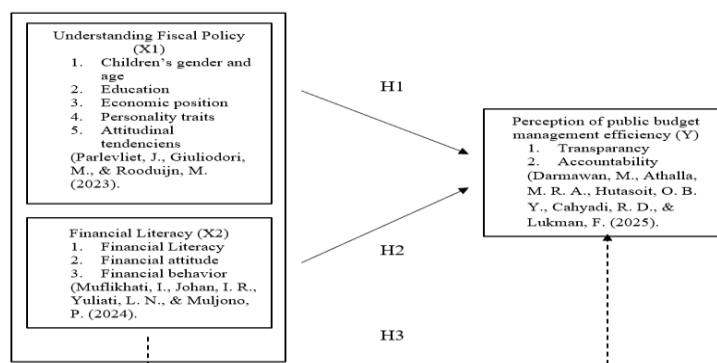 Understanding Fiscal Policy
(X1)
1. Children's gender and
age
2. Education
3. Economic position
4. Personality traits
5. Attitudinal
tendencies
(Parlevliet, J., Giuliodori,
M., & Rooduijn, M.
(2023).
Financial Literacy (X2)
1. Financial Literacy
2. Financial attitude
3. Financial behavior
(Muflikhati, I., Johan, I. R.,
Yuliati, L. N., & Muljono,
P. (2024).
H1
H2
H3
Perception of public budget
management efficiency (Y)
1. Transparancy
2. Accountability
(Darmawan, M., Athalla,
M. R. A., Hutasoit, O. B.
Y., Cahyadi, R. D., &
Lukman, F. (2025).